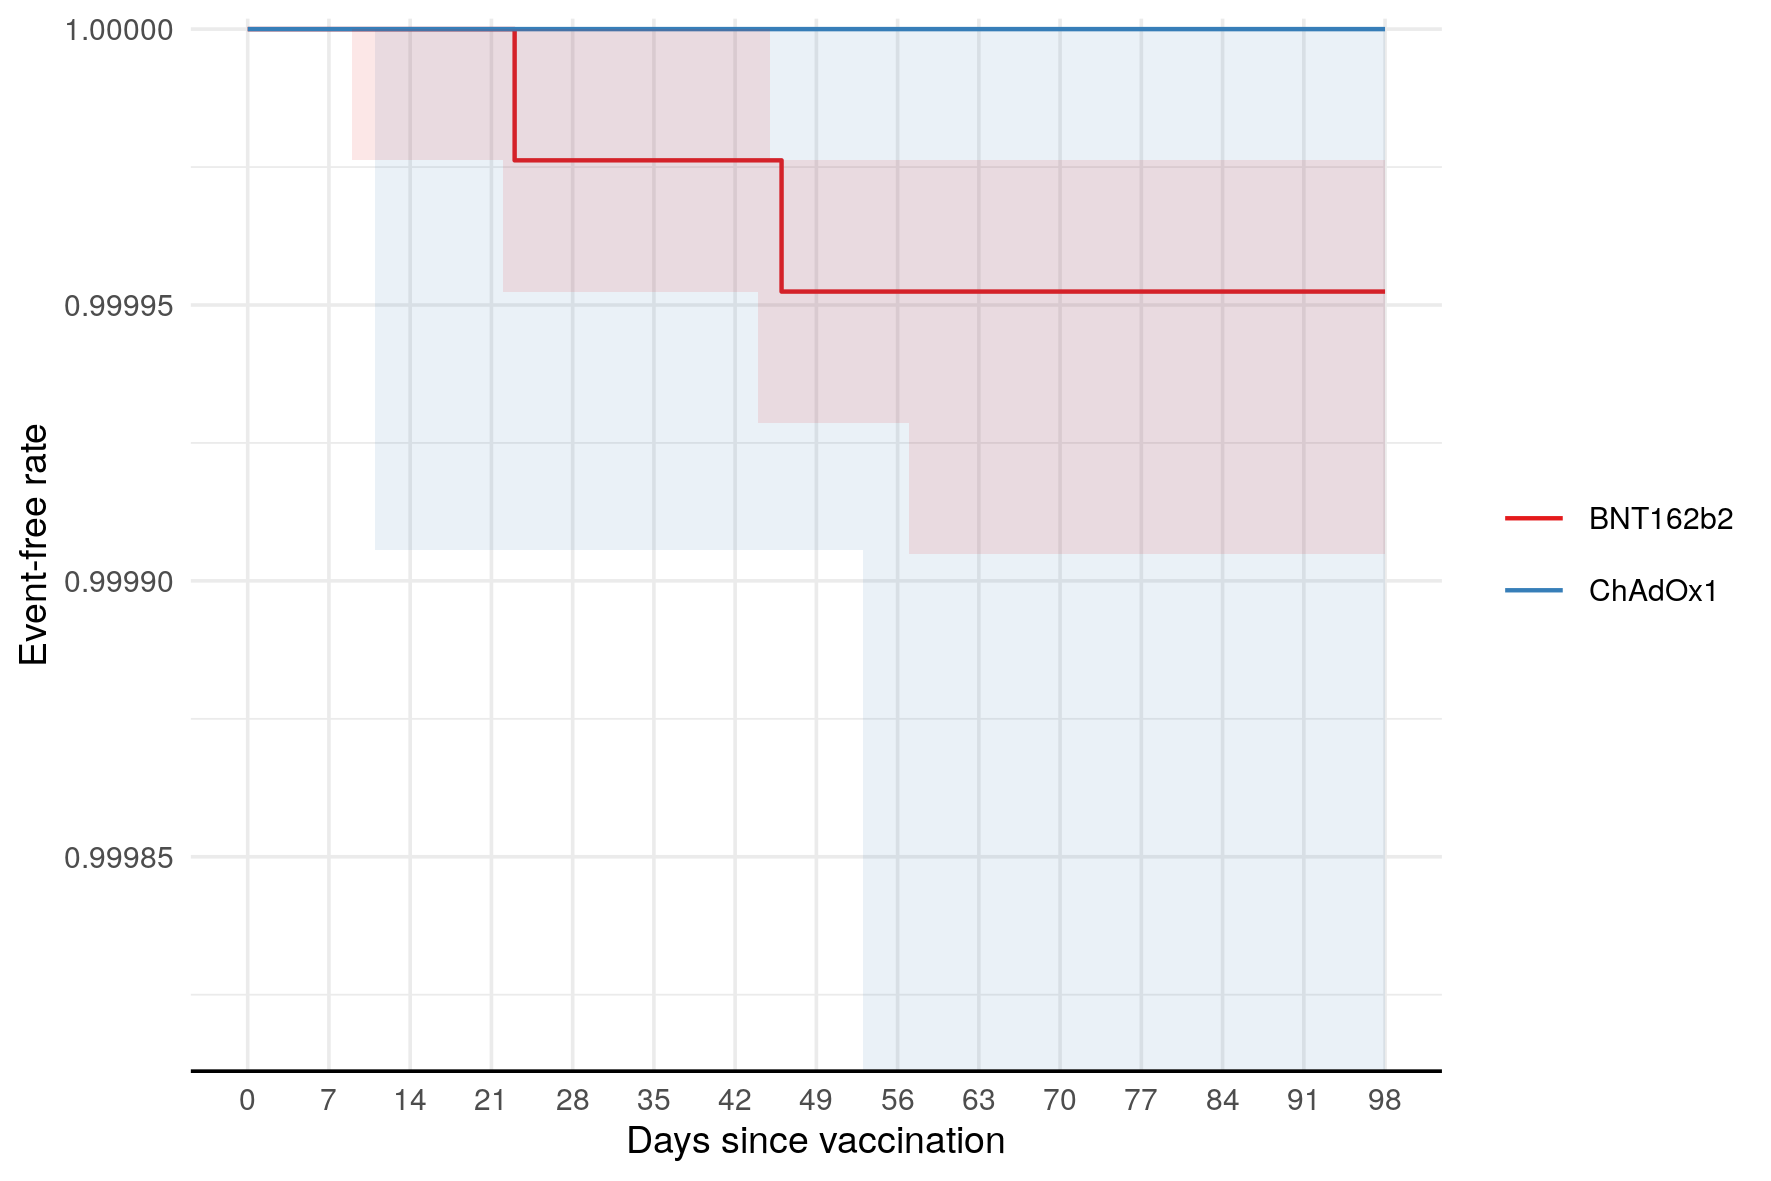 1.00000
0.99995
0.99990
0.99985
Event-free rate
0 7 14 21 28 35 42 49 56 63 70 77 84 91 98
Days since vaccination
BNT162b2
ChAdOx1